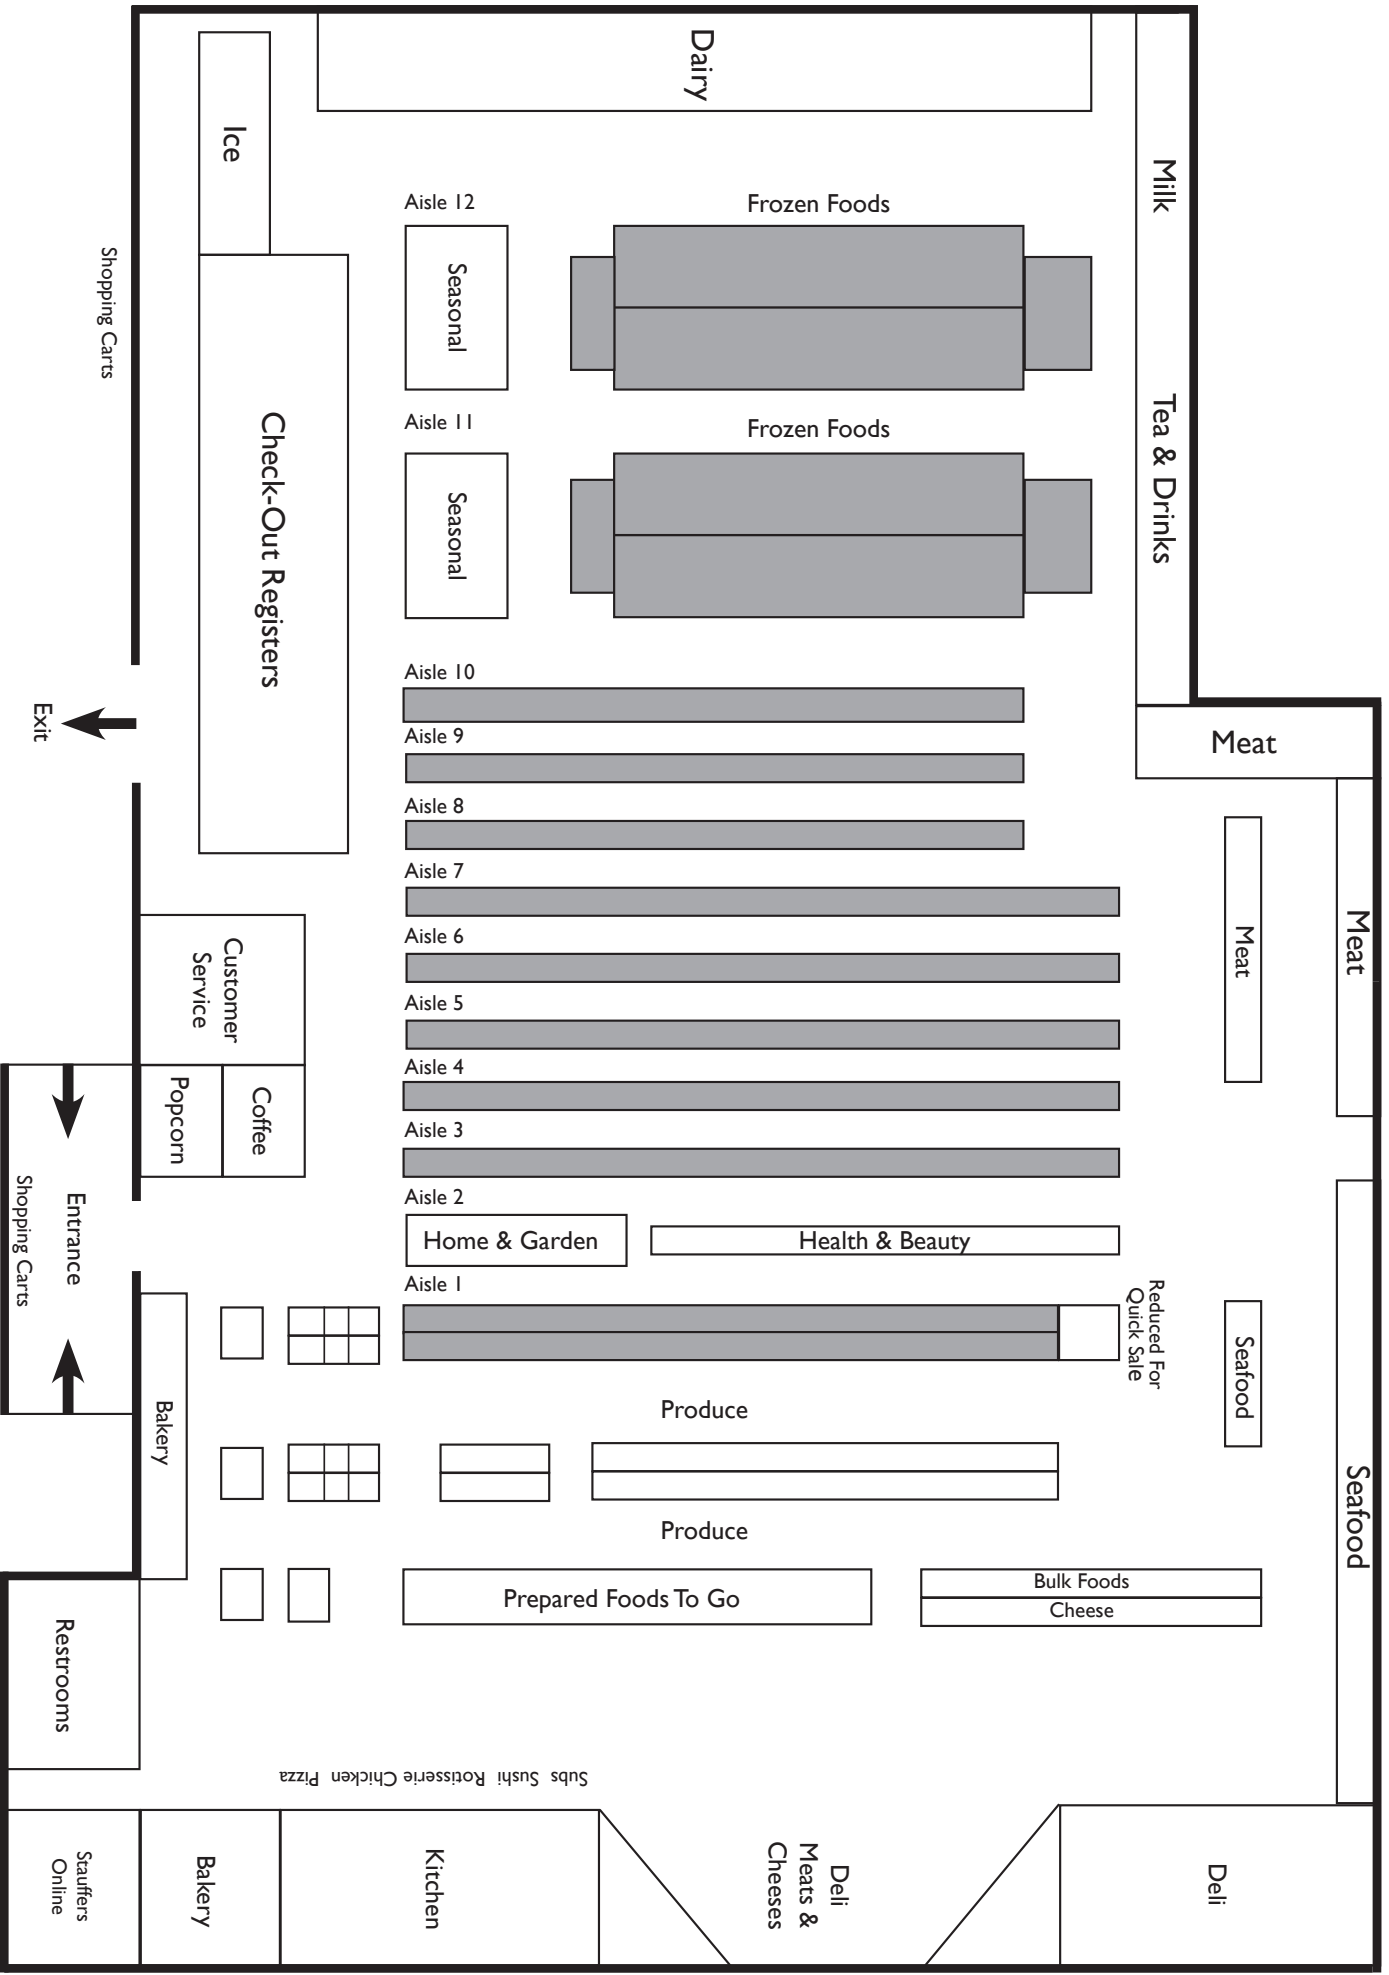 Dairy
Ice
Milk
Aisle 12
Frozen Foods
Seasonal
Shopping Carts
Tea & Drinks
Aisle 11
Frozen Foods
Seasonal
Check-Out Registers
Aisle 10
Exit
Meat
Aisle 9
Aisle 8
Aisle 7
Meat
Meat
Aisle 6
Customer
Service
Aisle 5
Aisle 4
Popcorn
Coffee
Aisle 3
Aisle 2
Entrance
Shopping Carts
Home & Garden
Health & Beauty
Aisle 1
Reduced For
Quick Sale
Seafood
Bakery
Produce
Seafood
Produce
Prepared Foods To Go
Bulk Foods
Cheese
Restrooms
Subs Sushi Rotisserie Chicken Pizza
Stauffers
Online
Bakery
Kitchen
Deli
Meats &
Cheeses
Deli